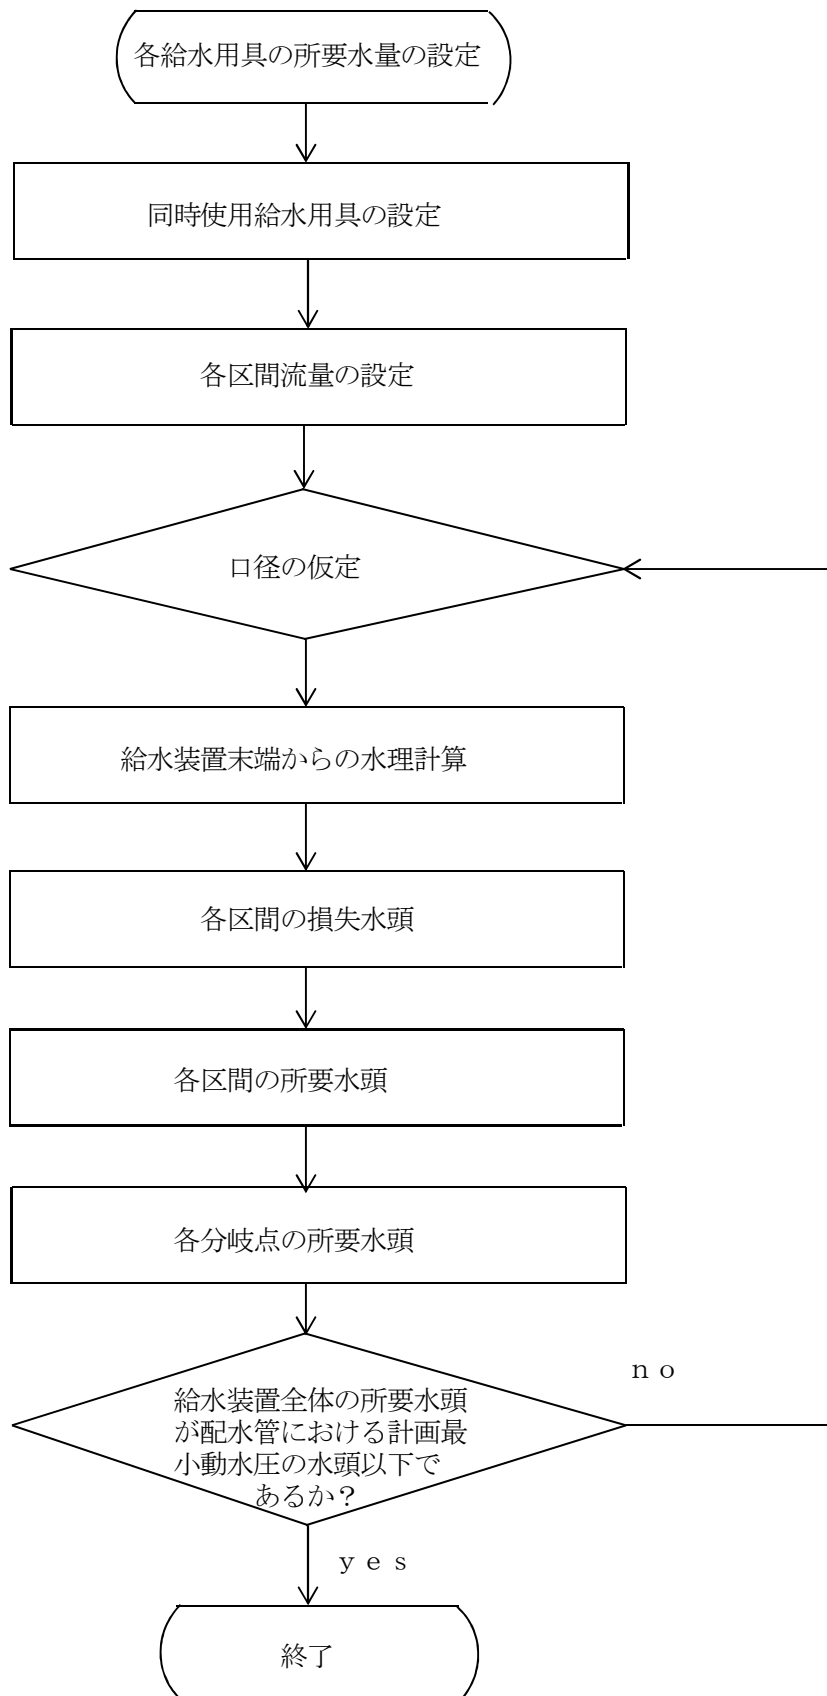 各給水用具の所要水量の設定
同時使用給水用具の設定
各区間流量の設定
口径の仮定
給水装置末端からの水理計算
各区間の損失水頭
各区間の所要水頭
各分岐点の所要水頭
ｎｏ
給水装置全体の所要水頭
が配水管における計画最
小動水圧の水頭以下で
あるか？
ｙｅｓ
終了